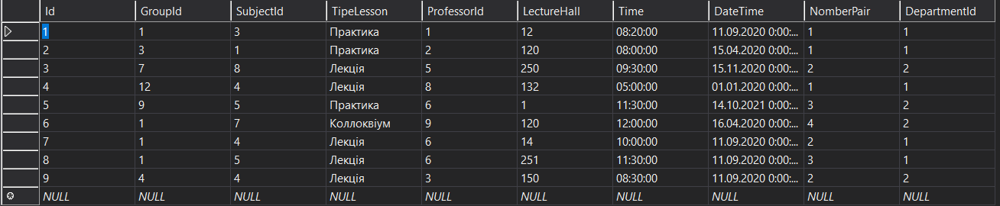 Id GroupId SubjectId TipeLesson ProfessorId LectureHall Time DateTime NomberPair DepartmentId
1 1 3 Практика 1 12 08:20:00 11.09.2020 0:00:... 1 1
2 3 1 Практика 2 120 08:00:00 15.04.2020 0:00:... 1 1
3 7 8 Лекція 5 250 09:30:00 15.11.2020 0:00:... 2 2
4 12 4 Лекція 8 132 05:00:00 01.01.2020 0:00:... 1 1
5 9 5 Практика 6 1 11:30:00 14.10.2021 0:00:... 3 2
6 1 7 Коллоквіум 9 120 12:00:00 16.04.2020 0:00:... 4 2
7 1 4 Лекція 6 14 10:00:00 11.09.2020 0:00:... 2 1
8 1 5 Лекція 6 251 11:30:00 11.09.2020 0:00:... 3 1
9 4 4 Лекція 3 150 08:30:00 11.09.2020 0:00:... 2 2
NULL NULL NULL NULL NULL NULL NULL NULL NULL NULL